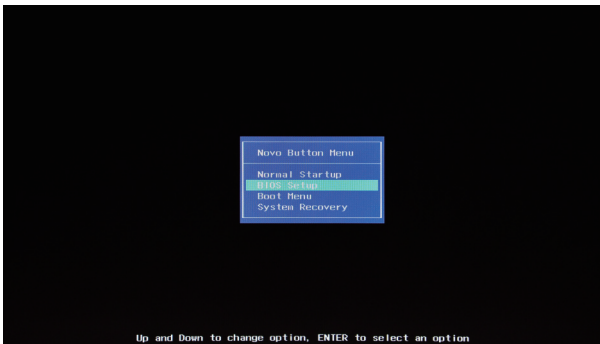 Novo Button Menu
Normal Startup
BIOS Setup
Boot Menu
System Recovery
Up and Down to change option, ENTER to select an option